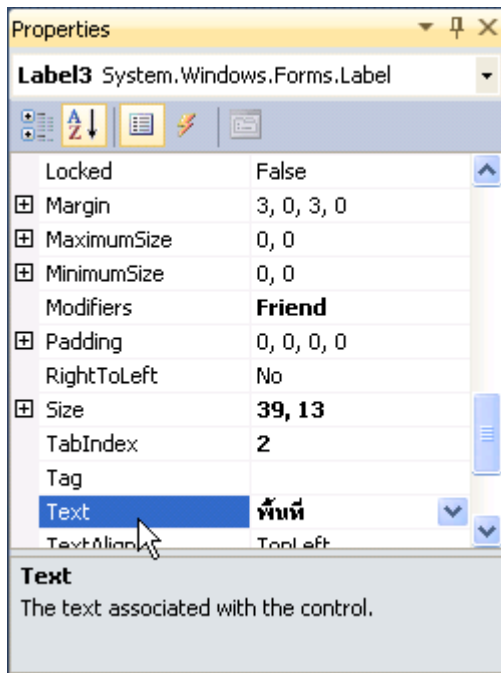 Properties
Label3 System.Windows.Forms.Label
Locked False
Margin 3, 0, 3, 0
MaximumSize 0, 0
MinimumSize 0, 0
Modifiers Friend
Padding 0, 0, 0, 0
RightToLeft No
Size 39, 13
TabIndex 2
Tag
Text พื้นที่
TextAlign TopLeft
Text
The text associated with the control.